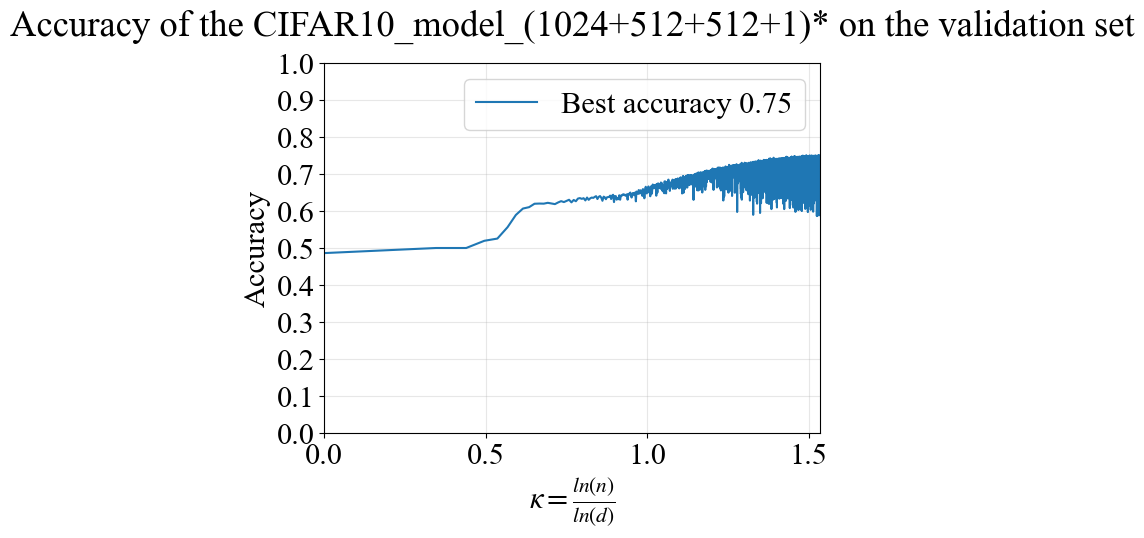 Accuracy of the CIFAR10_model_(1024+512+512+1)* on the validation set
Best accuracy 0.75
Accuracy
1.0
0.9
0.8
0.7
0.6
0.5
0.4
0.3
0.2
0.1
0.0
0.0 0.5 1.0 1.5
κ = ln(n)/ln(d)